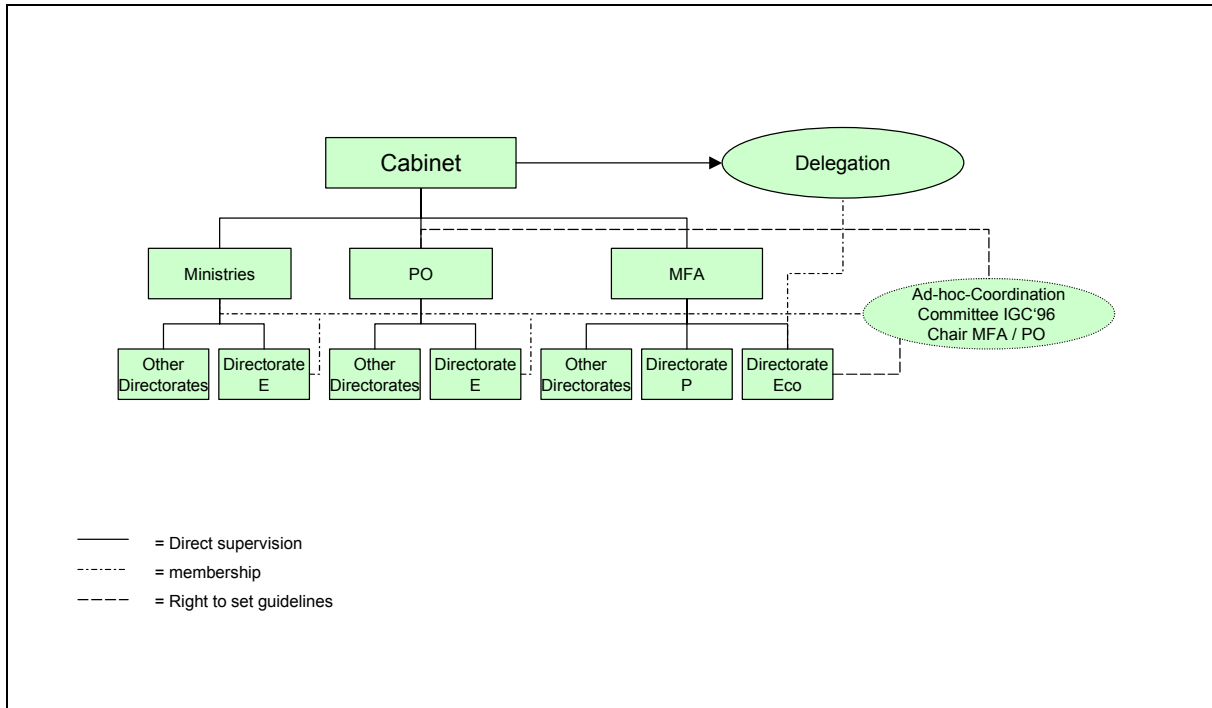 Cabinet
Delegation
Ministries
PO
MFA
Ad-hoc-Coordination
Committee IGC‘96
Chair MFA / PO
Other
Directorates
Directorate
E
Other
Directorates
Directorate
E
Other
Directorates
Directorate
P
Directorate
Eco
= Direct supervision
= membership
= Right to set guidelines